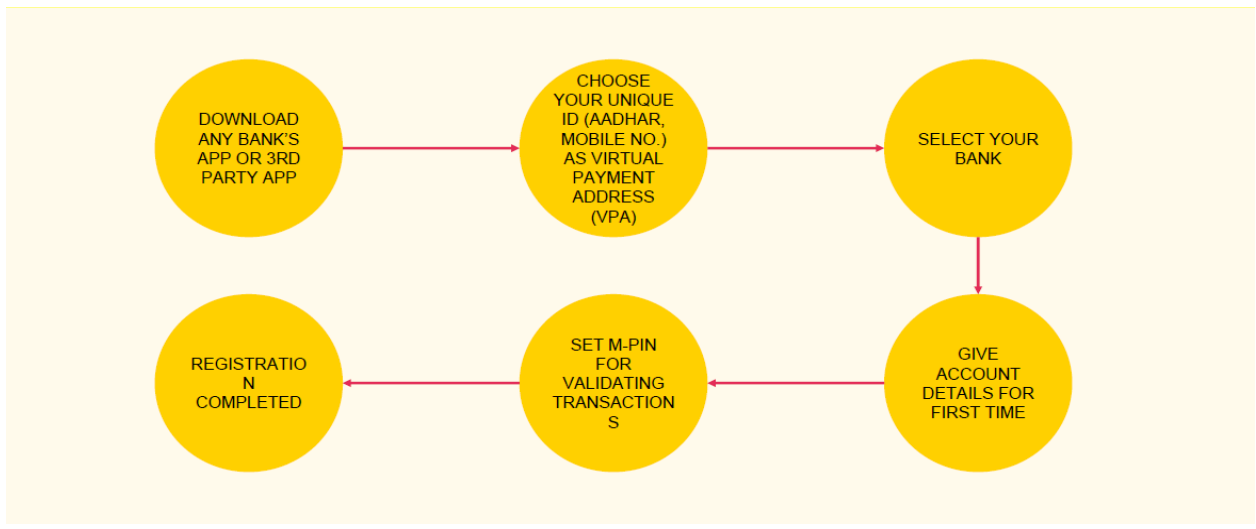 DOWNLOAD
ANY BANK'S
APP OR 3RD
PARTY APP
CHOOSE
YOUR UNIQUE
ID (AADHAR,
MOBILE NO.)
AS VIRTUAL
PAYMENT
ADDRESS
(VPA)
SELECT YOUR
BANK
GIVE
ACCOUNT
DETAILS FOR
FIRST TIME
SET M-PIN
FOR
VALIDATING
TRANSACTION
S
REGISTRATIO
N
COMPLETED